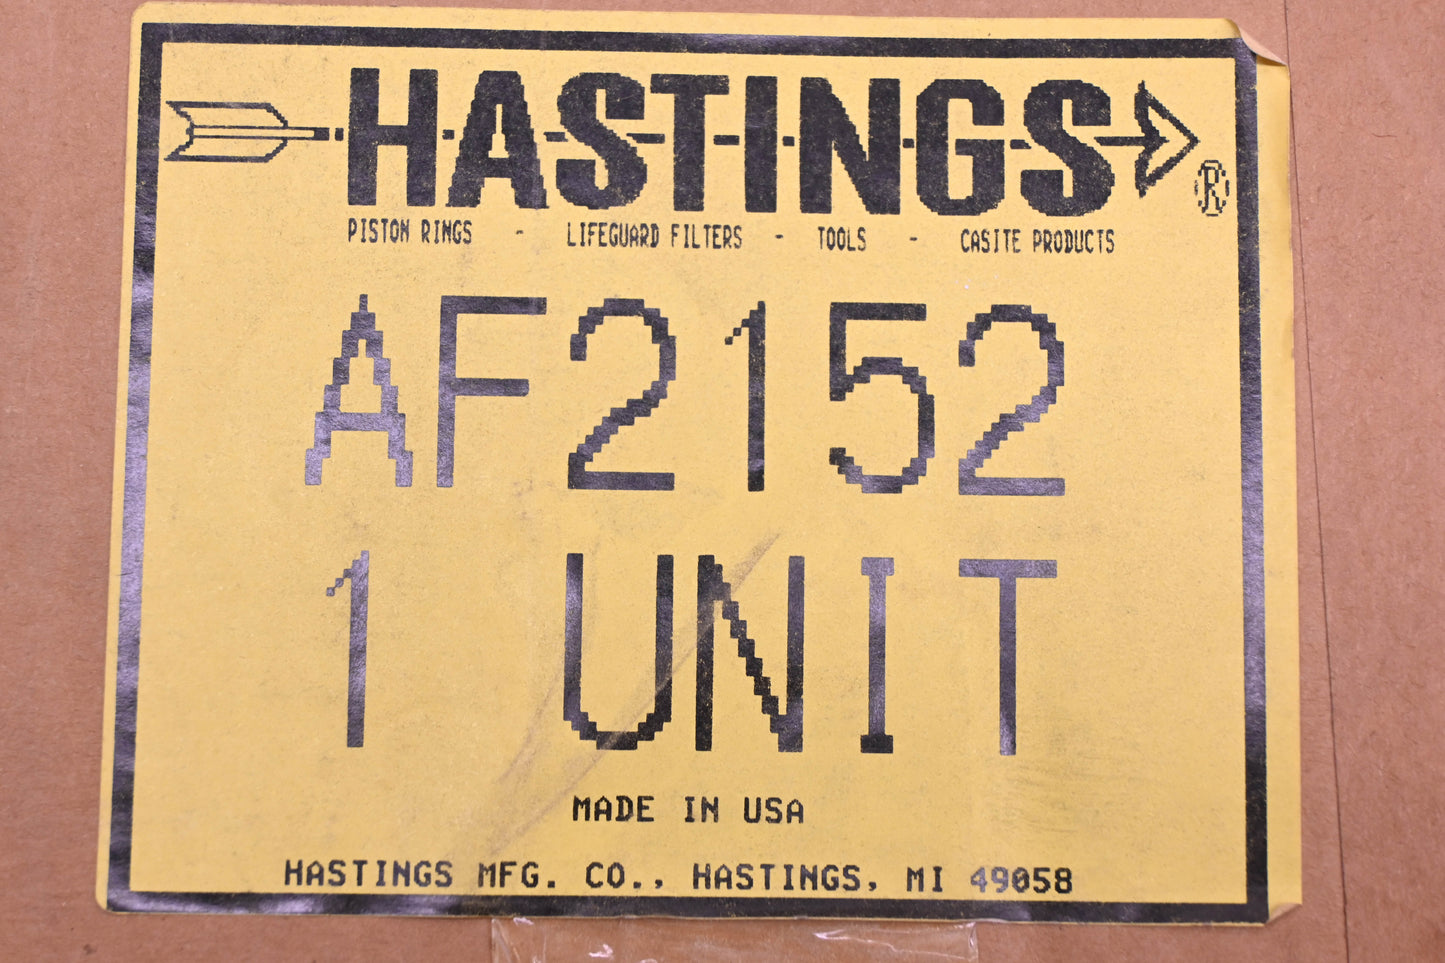 HASTINGS ®
PISTON RINGS - LIFEGUARD FILTERS - TOOLS - CASITE PRODUCTS
AF2152
1 UNIT
MADE IN USA
HASTINGS MFG. CO., HASTINGS, MI 49058